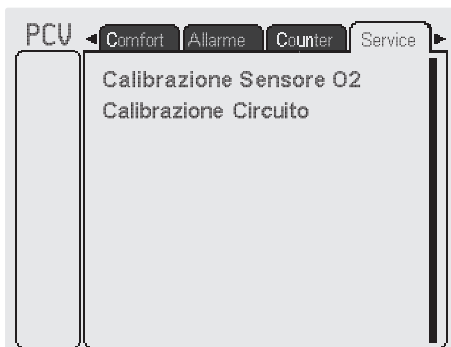 PCV Comfort Allarme Counter Service
Calibrazione Sensore O2
Calibrazione Circuito